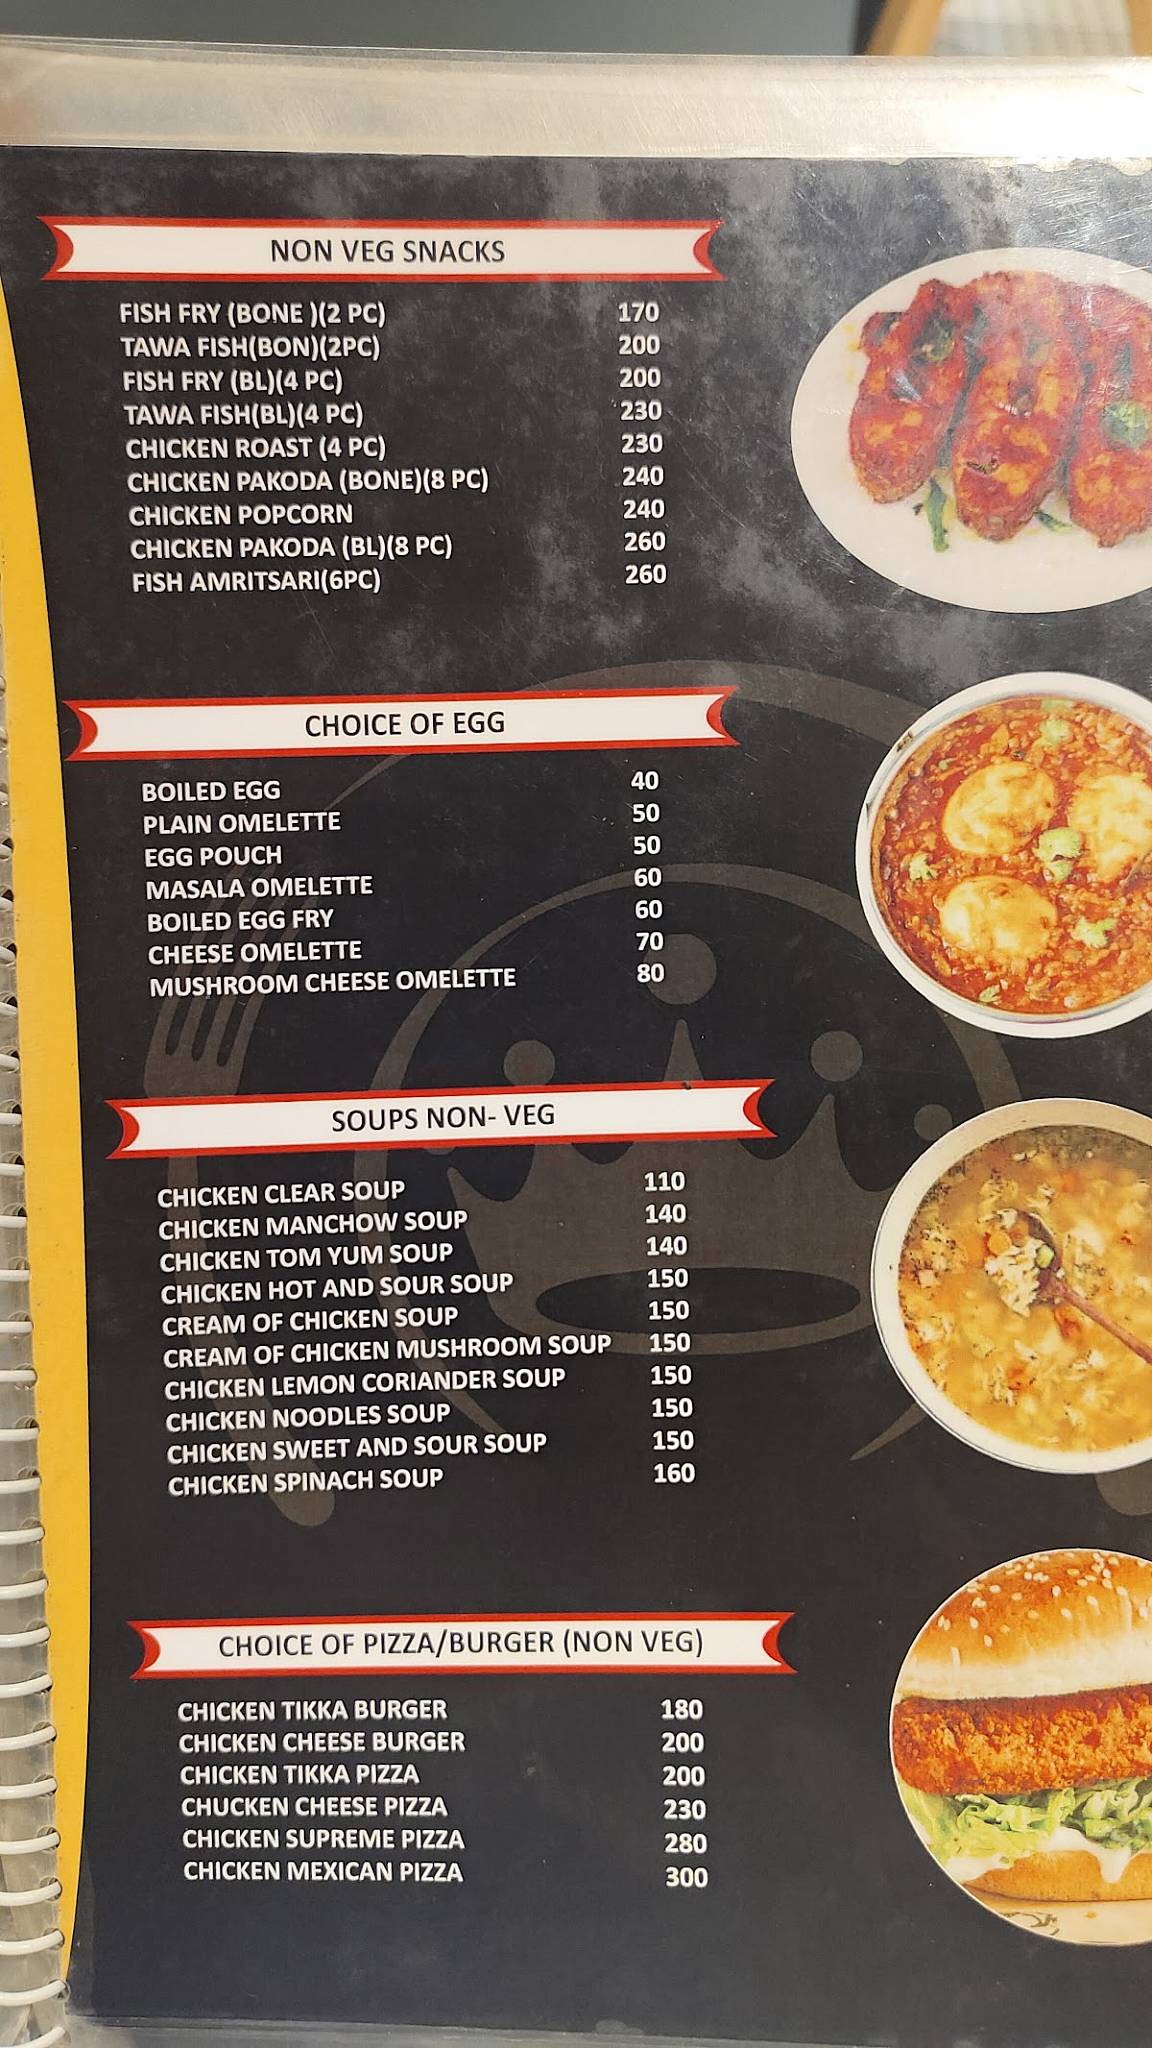 NON VEG SNACKS
FISH FRY (BONE )(2 PC) 170
TAWA FISH(BON)(2PC) 200
FISH FRY (BL)(4 PC) 200
TAWA FISH(BL)(4 PC) 230
CHICKEN ROAST (4 PC) 230
CHICKEN PAKODA (BONE)(8 PC) 240
CHICKEN POPCORN 240
CHICKEN PAKODA (BL)(8 PC) 260
FISH AMRITSARI(6PC) 260
CHOICE OF EGG
BOILED EGG 40
PLAIN OMELETTE 50
EGG POUCH 50
MASALA OMELETTE 60
BOILED EGG FRY 60
CHEESE OMELETTE 70
MUSHROOM CHEESE OMELETTE 80
SOUPS NON- VEG
CHICKEN CLEAR SOUP 110
CHICKEN MANCHOW SOUP 140
CHICKEN TOM YUM SOUP 140
CHICKEN HOT AND SOUR SOUP 150
CREAM OF CHICKEN SOUP 150
CREAM OF CHICKEN MUSHROOM SOUP 150
CHICKEN LEMON CORIANDER SOUP 150
CHICKEN NOODLES SOUP 150
CHICKEN SWEET AND SOUR SOUP 150
CHICKEN SPINACH SOUP 160
CHOICE OF PIZZA/BURGER (NON VEG)
CHICKEN TIKKA BURGER 180
CHICKEN CHEESE BURGER 200
CHICKEN TIKKA PIZZA 200
CHUCKEN CHEESE PIZZA 230
CHICKEN SUPREME PIZZA 280
CHICKEN MEXICAN PIZZA 300